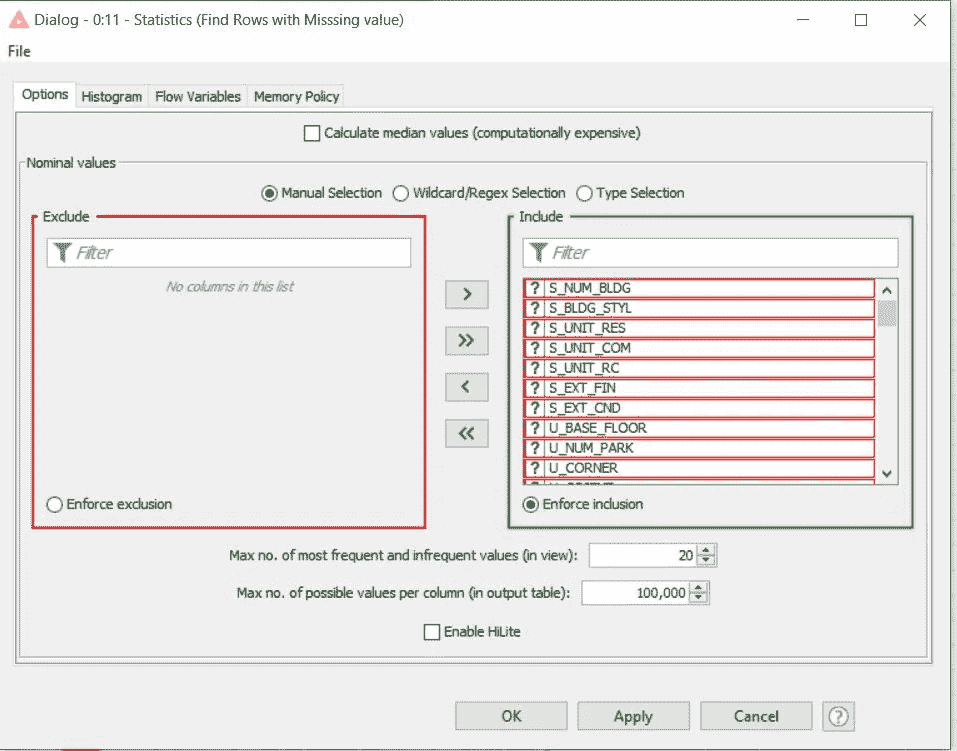 Dialog - 0:11 - Statistics (Find Rows with Misssing value)
File
Options Histogram Flow Variables Memory Policy
Calculate median values (computationally expensive)
Nominal values
Manual Selection Wildcard/Regex Selection Type Selection
Exclude
Filter
No columns in this list
Enforce exclusion
>
>>
<
<<
Include
Filter
? S_NUM_BLDG
? S_BLDG_STYL
? S_UNIT_RES
? S_UNIT_COM
? S_UNIT_RC
? S_EXT_FIN
? S_EXT_CND
? U_BASE_FLOOR
? U_NUM_PARK
? U_CORNER
Enforce inclusion
Max no. of most frequent and infrequent values (in view): 20
Max no. of possible values per column (in output table): 100,000
Enable HiLite
OK Apply Cancel ?